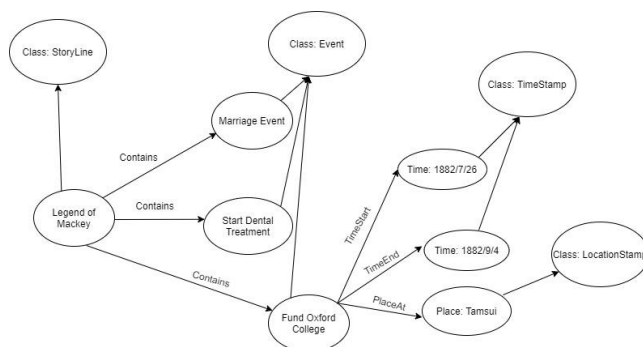 Class: StoryLine
Class: Event
Class: TimeStamp
Marriage Event
Contains
Time: 1882/7/26
Legend of
Mackey
Contains
Start Dental
Treatment
TimeStart
Time: 1882/9/4
Class: LocationStamp
TimeEnd
Contains
PlaceAt
Fund Oxford
College
Place: Tamsui